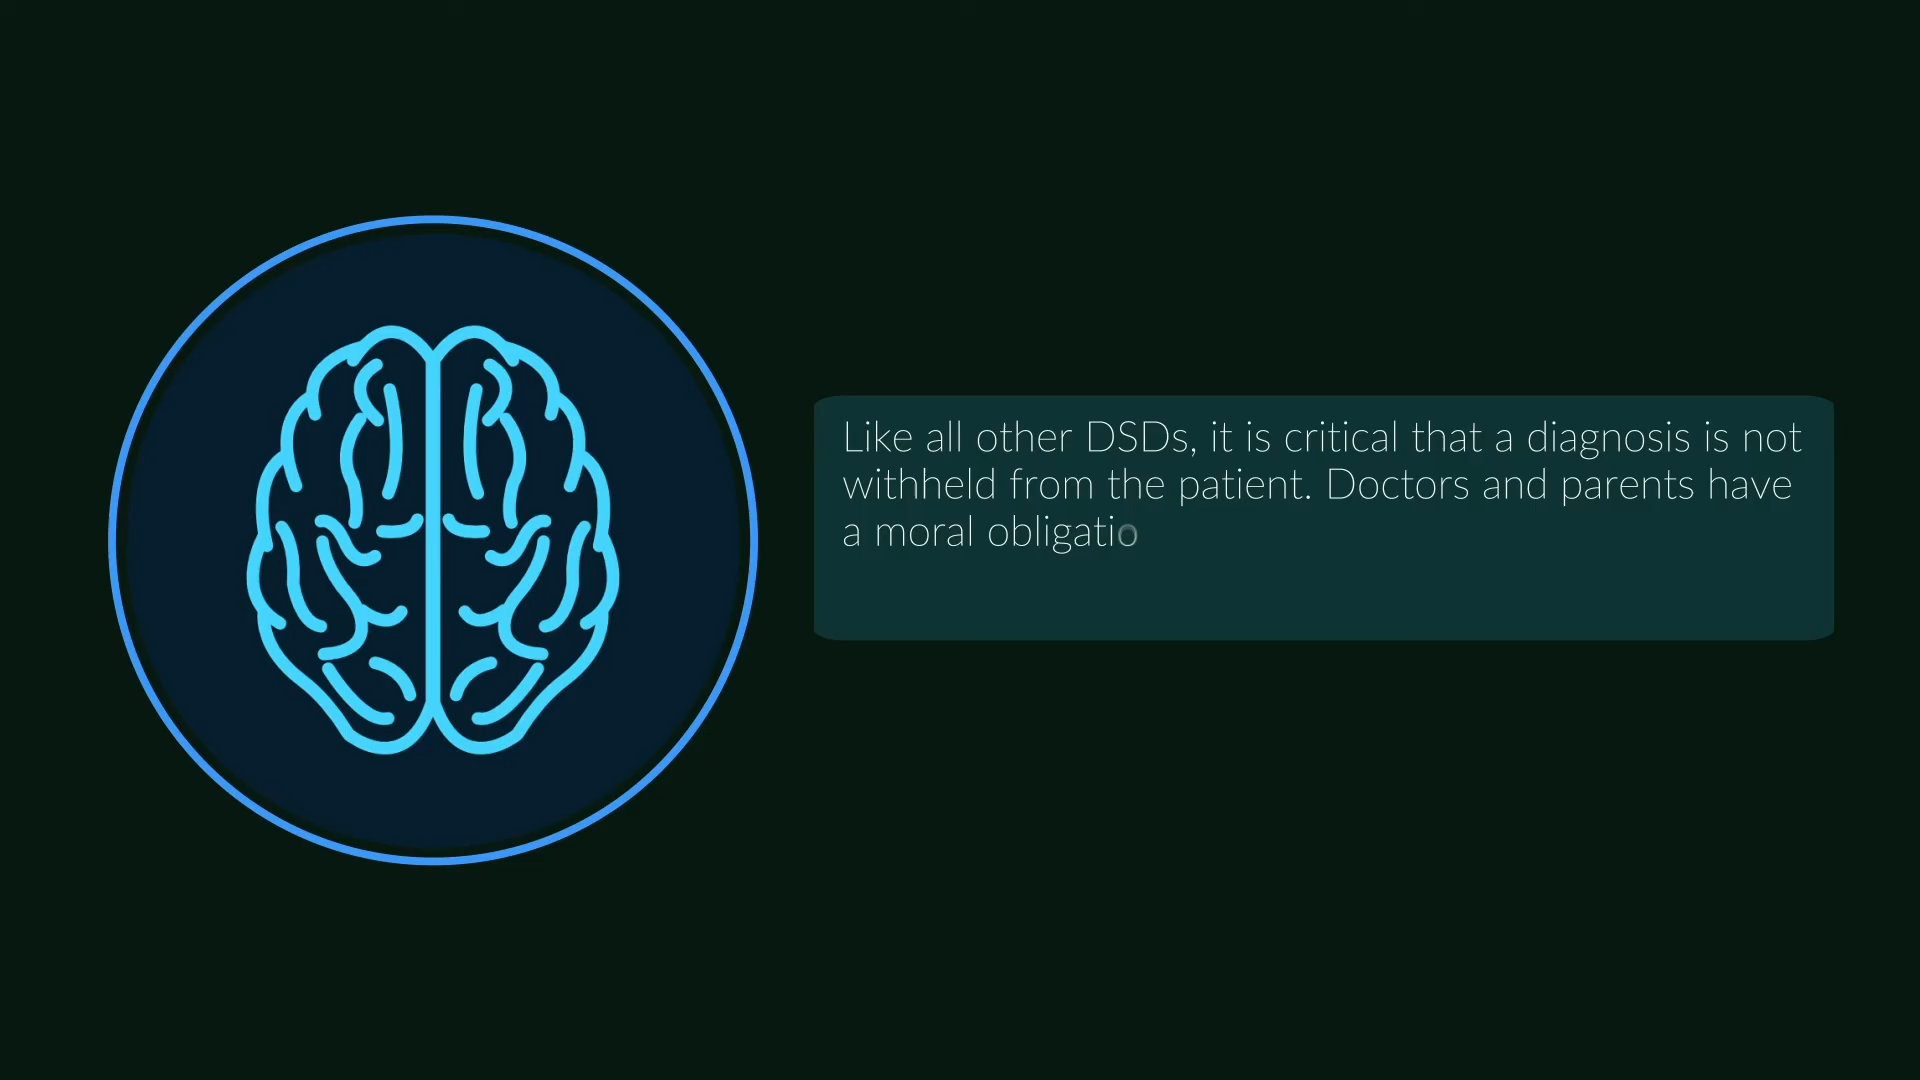 Like all other DSDs, it is critical that a diagnosis is not
withheld from the patient. Doctors and parents have
a moral obligatio